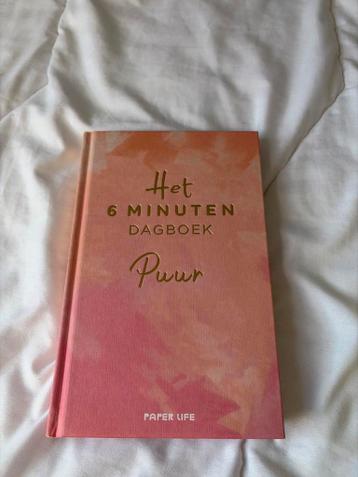 Het
6 MINUTEN
DAGBOEK
Puur
PAPER LIFE